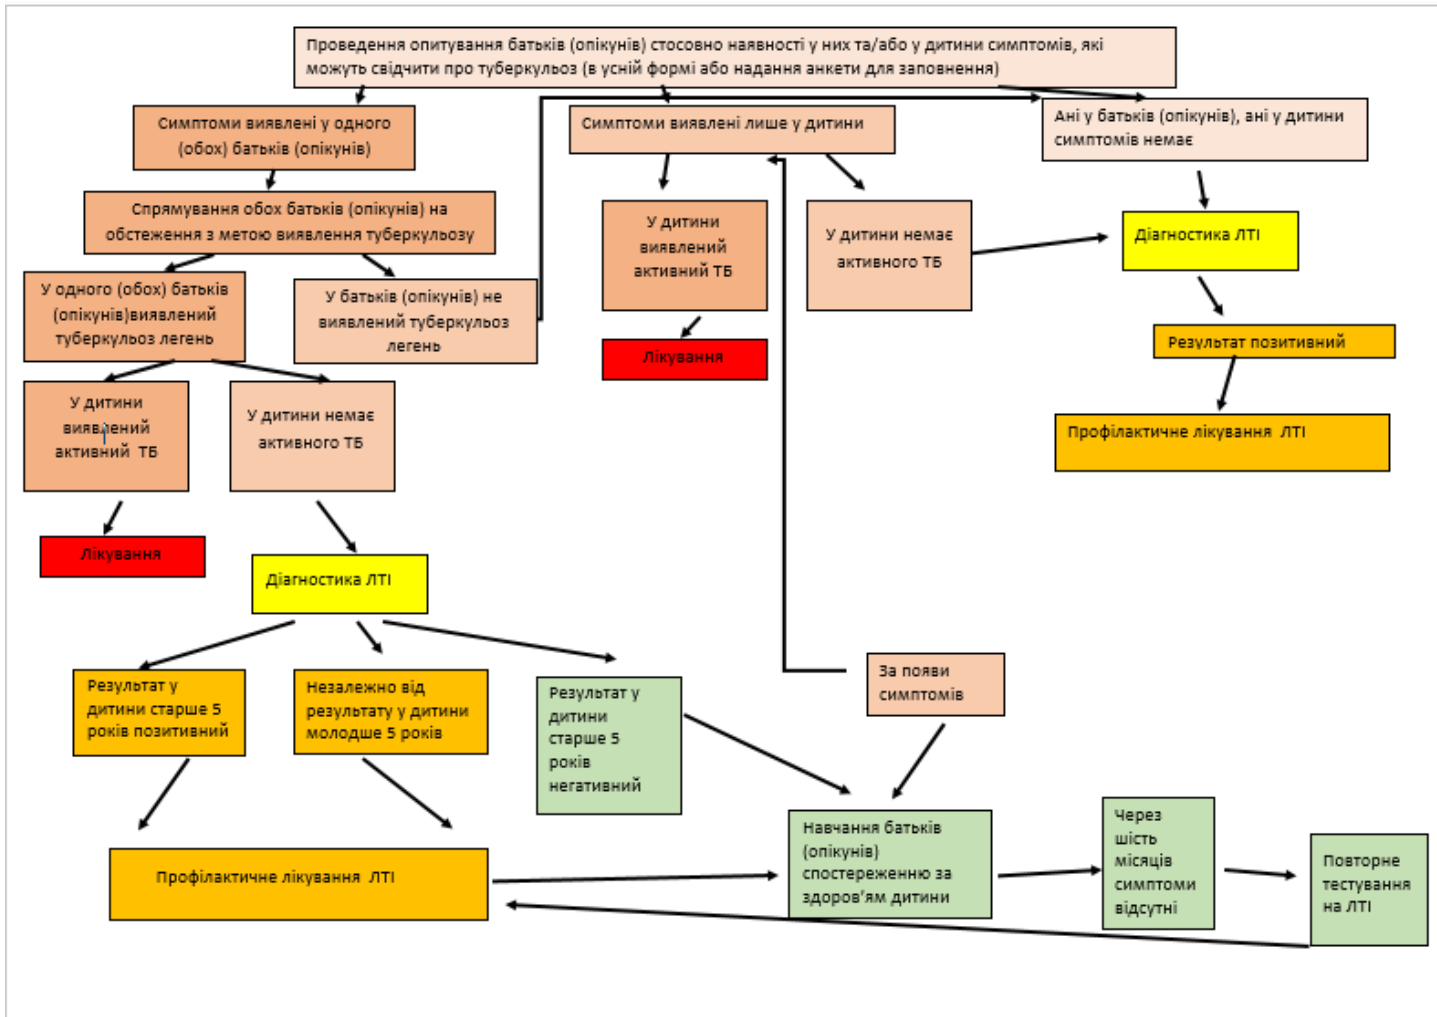 Проведення опитування батьків (опікунів) стосовно наявності у них та/або у дитини симптомів, які
можуть свідчити про туберкульоз (в усній формі або надання анкети для заповнення)
Симптоми виявлені у одного
(обох) батьків (опікунів)
Симптоми виявлені лише у дитини
Ані у батьків (опікунів), ані у дитини
симптомів немає
Спрямування обох батьків (опікунів) на
обстеження з метою виявлення туберкульозу
У дитини
виявлений
активний ТБ
У дитини немає
активного ТБ
Діагностика ЛТІ
У одного (обох) батьків
(опікунів)виявлений
туберкульоз легень
У батьків (опікунів) не
виявлений туберкульоз
легень
Лікування
Результат позитивний
У дитини
виявлений
активний ТБ
У дитини немає
активного ТБ
Профілактичне лікування ЛТІ
Лікування
Діагностика ЛТІ
Результат у
дитини старше 5
років позитивний
Незалежно від
результату у дитини
молодше 5 років
Результат у
дитини
старше 5
років
негативний
За появи
симптомів
Профілактичне лікування ЛТІ
Навчання батьків
(опікунів)
спостереженню за
здоров'ям дитини
Через
шість
місяців
симптоми
відсутні
Повторне
тестування
на ЛТІ